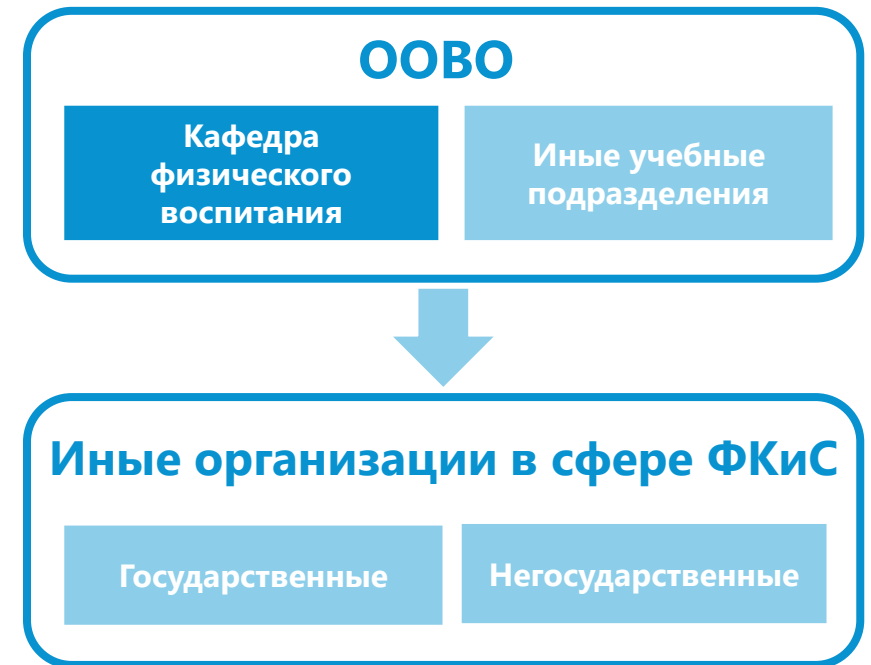 ООВО
Кафедра
физического
воспитания
Иные учебные
подразделения
Иные организации в сфере ФКиС
Государственные
Негосударственные